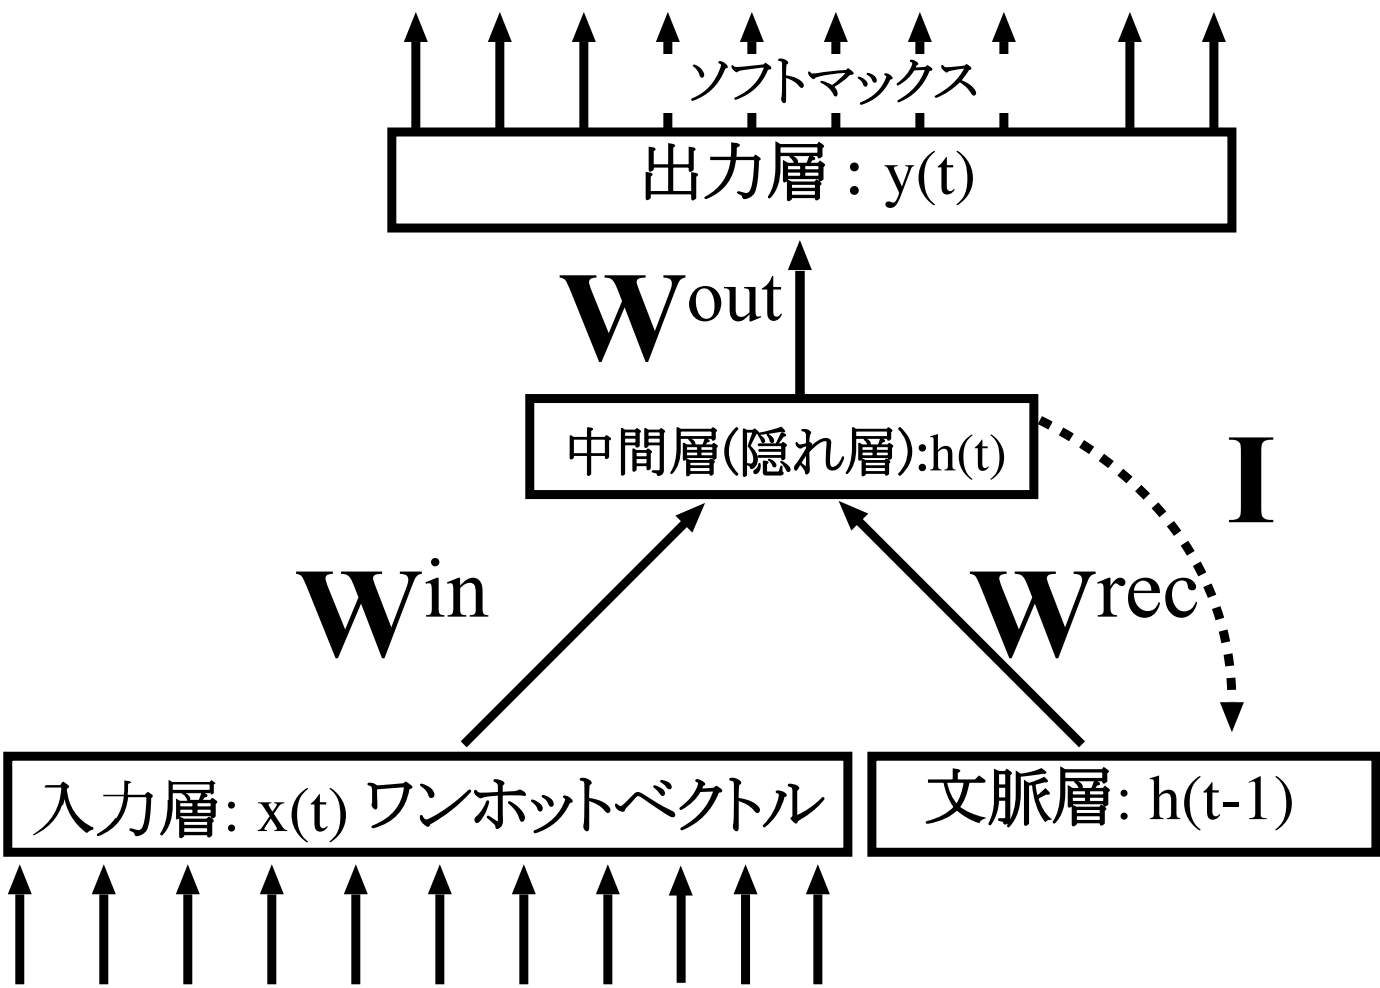 ソフトマックス
出力層 : y(t)
Wout
中間層(隠れ層):h(t)
I
Win
Wrec
入力層: x(t) ワンホットベクトル
文脈層: h(t-1)